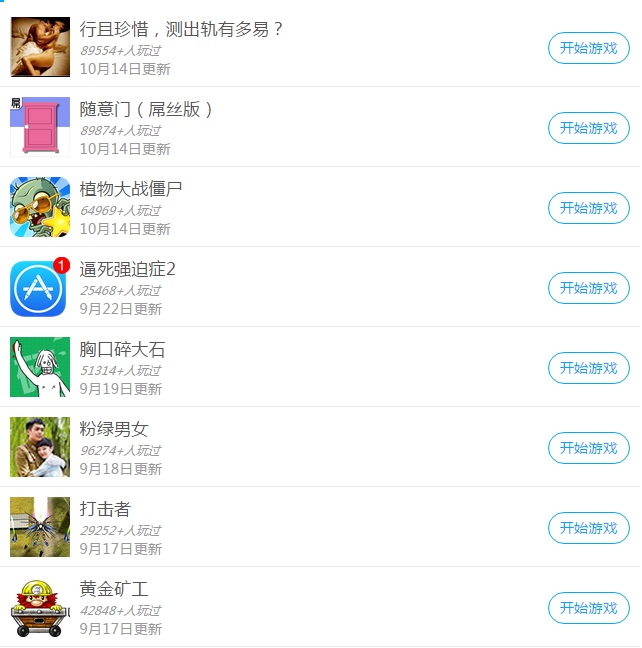 行且珍惜，测出轨有多易？
89554+人玩过
10月14日更新
开始游戏
屌
随意门（屌丝版）
89874+人玩过
10月14日更新
开始游戏
植物大战僵尸
64969+人玩过
10月14日更新
开始游戏
1
逼死强迫症2
25468+人玩过
9月22日更新
开始游戏
胸口碎大石
51314+人玩过
9月19日更新
开始游戏
粉绿男女
96274+人玩过
9月18日更新
开始游戏
打击者
29252+人玩过
9月17日更新
开始游戏
黄金矿工
42848+人玩过
9月17日更新
开始游戏